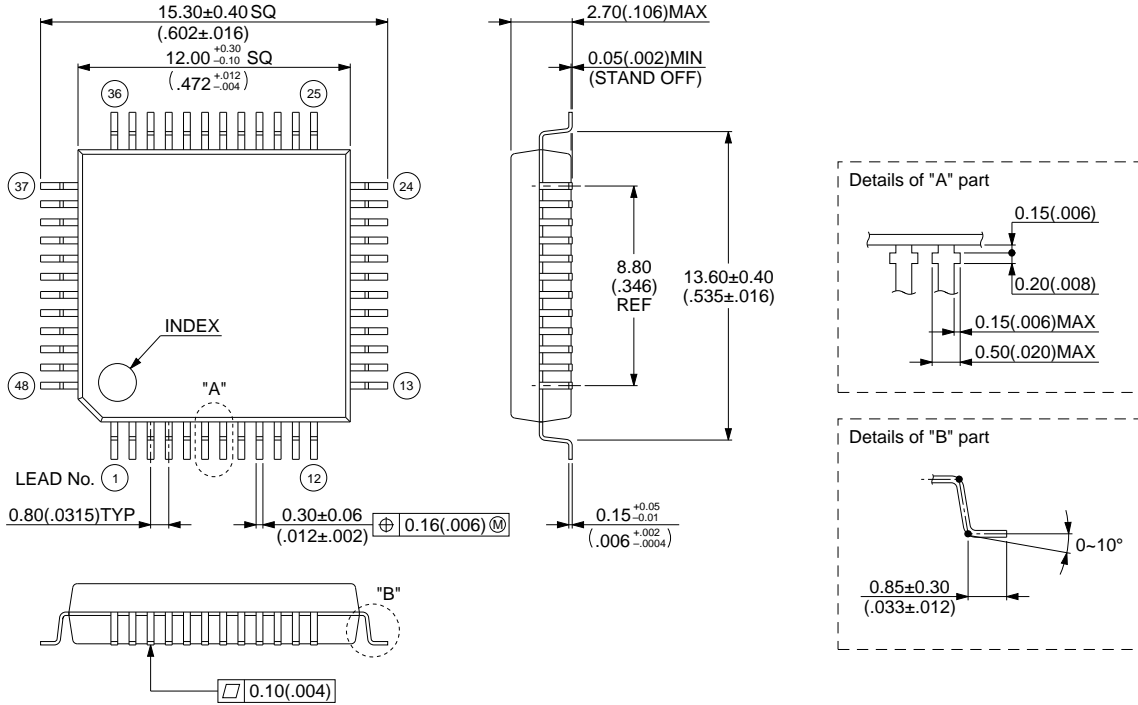 15.30±0.40 SQ
(.602±.016)
12.00 +0.30 −0.10 SQ
(.472 +.012 −.004)
2.70(.106)MAX
0.05(.002)MIN
(STAND OFF)
36
25
37
24
INDEX
48
13
"A"
LEAD No.
1
12
0.80(.0315)TYP
0.30±0.06
(.012±.002)
⌖ 0.16(.006) Ⓜ
8.80
(.346)
REF
13.60±0.40
(.535±.016)
0.15 +0.05 −0.01
(.006 +.002 −.0004)
"B"
▱ 0.10(.004)
Details of "A" part
0.15(.006)
0.20(.008)
0.15(.006)MAX
0.50(.020)MAX
Details of "B" part
0~10°
0.85±0.30
(.033±.012)